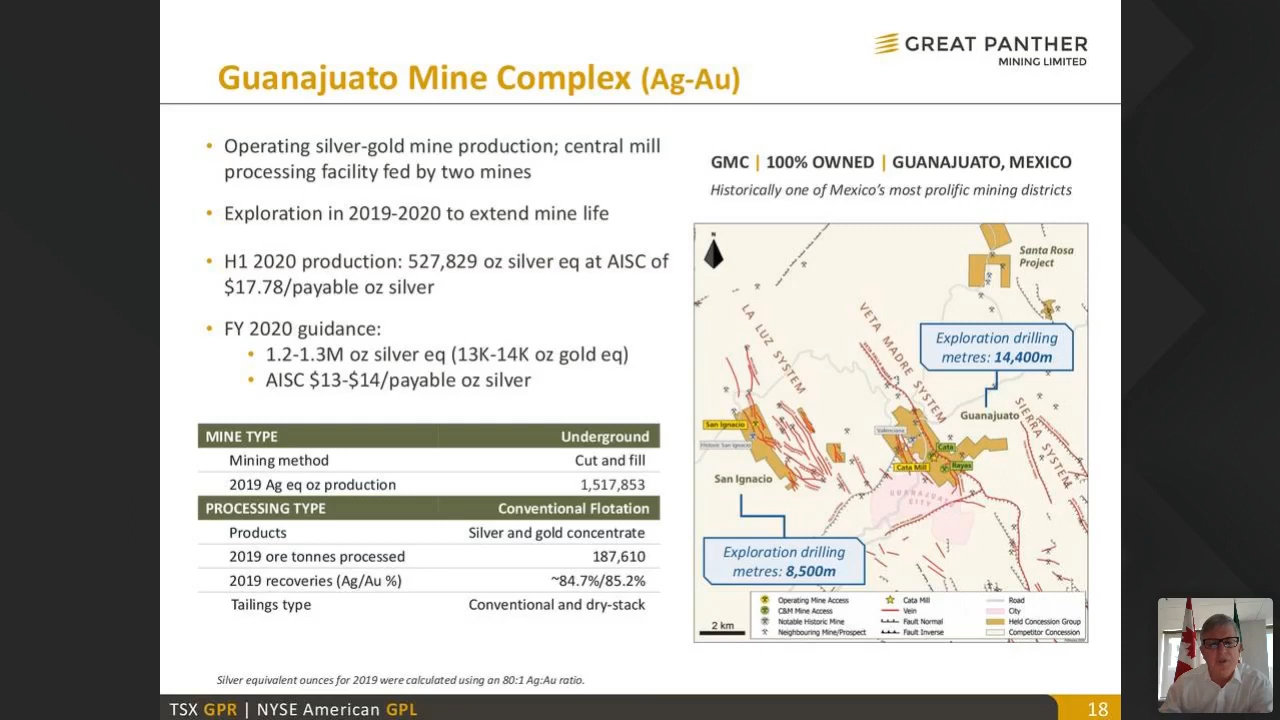 GREAT PANTHER
MINING LIMITED
Guanajuato Mine Complex (Ag-Au)
• Operating silver-gold mine production; central mill
processing facility fed by two mines
• Exploration in 2019-2020 to extend mine life
• H1 2020 production: 527,829 oz silver eq at AISC of
$17.78/payable oz silver
• FY 2020 guidance:
• 1.2-1.3M oz silver eq (13K-14K oz gold eq)
• AISC $13-$14/payable oz silver
MINE TYPE Underground
Mining method Cut and fill
2019 Ag eq oz production 1,517,853
PROCESSING TYPE Conventional Flotation
Products Silver and gold concentrate
2019 ore tonnes processed 187,610
2019 recoveries (Ag/Au %) ~84.7%/85.2%
Tailings type Conventional and dry-stack
GMC | 100% OWNED | GUANAJUATO, MEXICO
Historically one of Mexico's most prolific mining districts
N
Santa Rosa
Project
LA LUZ SYSTEM
VETA MADRE SYSTEM
Exploration drilling
metres: 14,400m
SIERRA SYSTEM
Guanajuato
San Ignacio
Historic San Ignacio
Valenciana
Cata
Cata Mill
Rayas
San Ignacio
GUANAJUATO
CITY
Exploration drilling
metres: 8,500m
2 km
Operating Mine Access Cata Mill Road
C&M Mine Access Vein City
Notable Historic Mine Fault Normal Held Concession Group
Neighbouring Mine/Prospect Fault Inverse Competitor Concession
Silver equivalent ounces for 2019 were calculated using an 80:1 Ag:Au ratio.
TSX GPR | NYSE American GPL
18